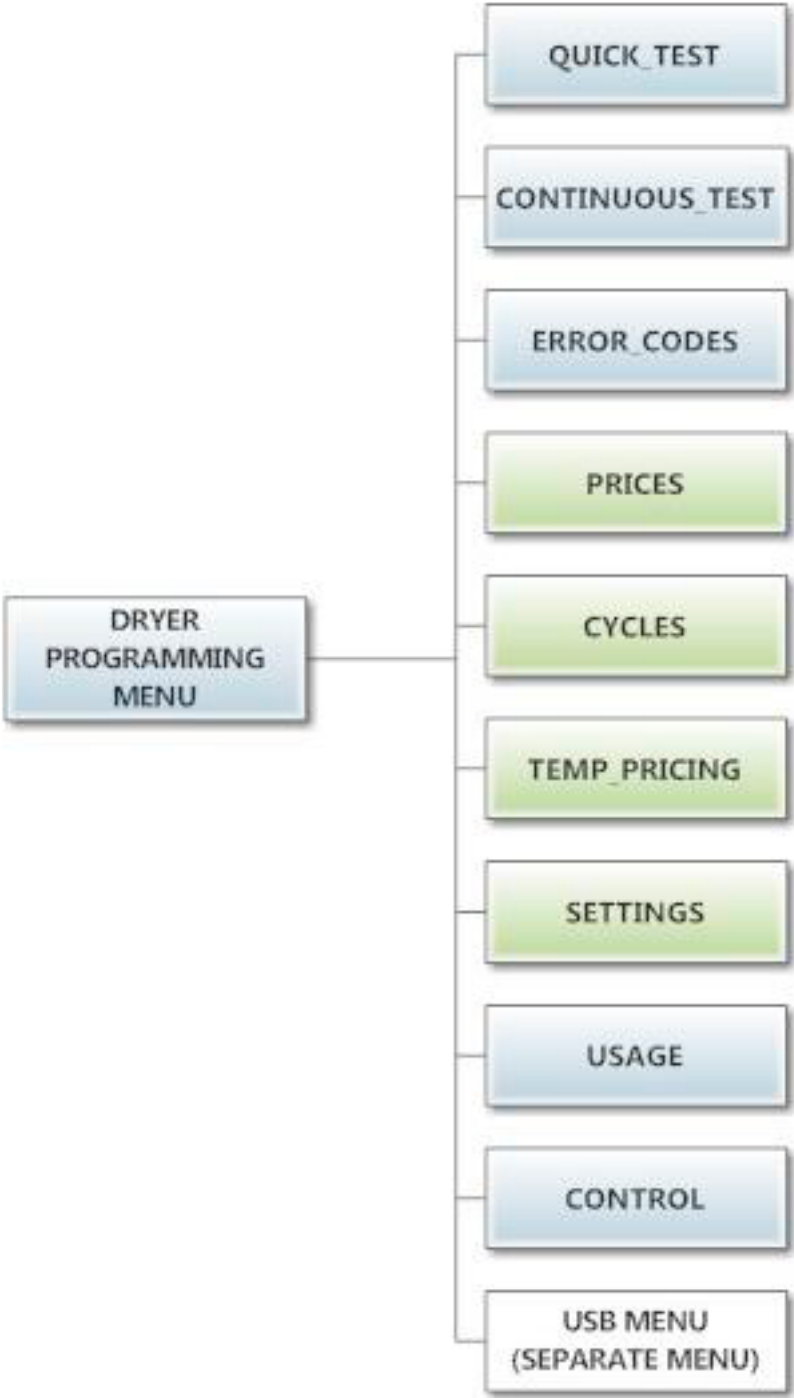 QUICK_TEST
CONTINUOUS_TEST
ERROR_CODES
PRICES
DRYER
PROGRAMMING
MENU
CYCLES
TEMP_PRICING
SETTINGS
USAGE
CONTROL
USB MENU
(SEPARATE MENU)